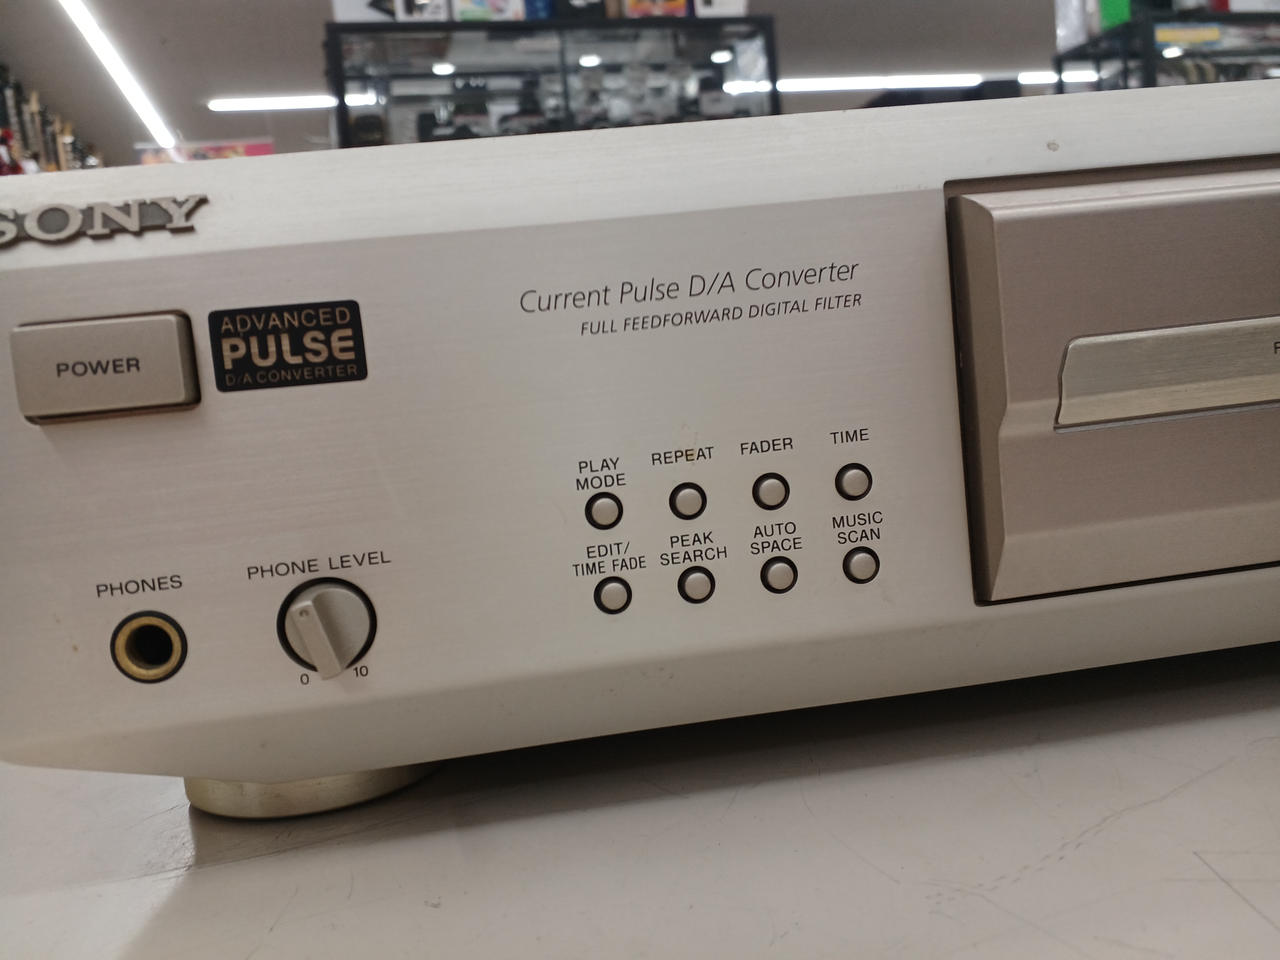 SONY
POWER
ADVANCED
PULSE
D/A CONVERTER
Current Pulse D/A Converter
FULL FEEDFORWARD DIGITAL FILTER
PLAY MODE
REPEAT
FADER
TIME
EDIT/
TIME FADE
PEAK
SEARCH
AUTO
SPACE
MUSIC
SCAN
PHONES
PHONE LEVEL
0
10